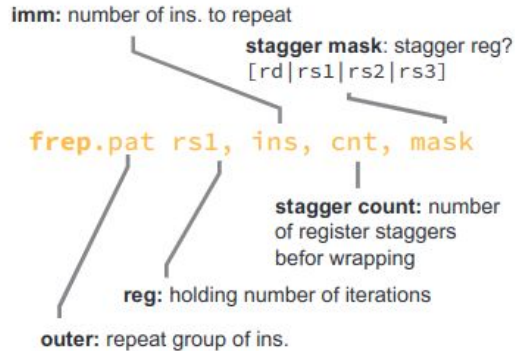 imm: number of ins. to repeat
stagger mask: stagger reg?
[rd|rs1|rs2|rs3]
frep.pat rs1, ins, cnt, mask
stagger count: number
of register staggers
befor wrapping
reg: holding number of iterations
outer: repeat group of ins.